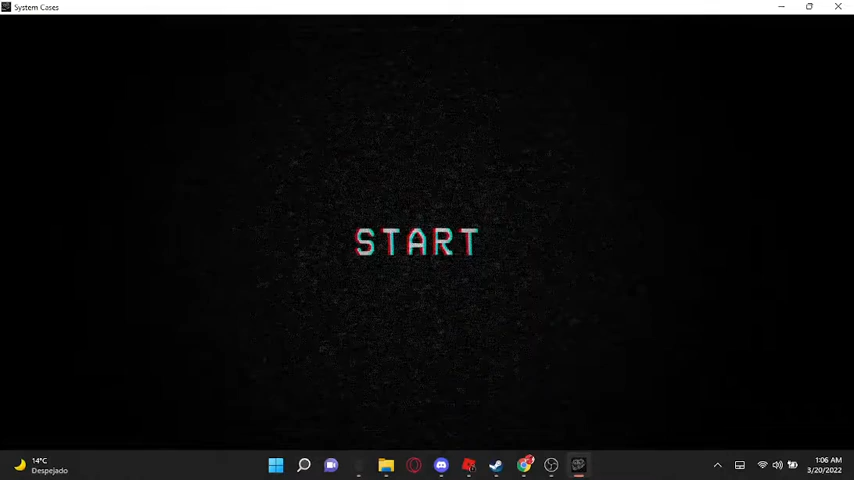 System Cases
START
14°C
Despejado
1:06 AM
3/20/2022